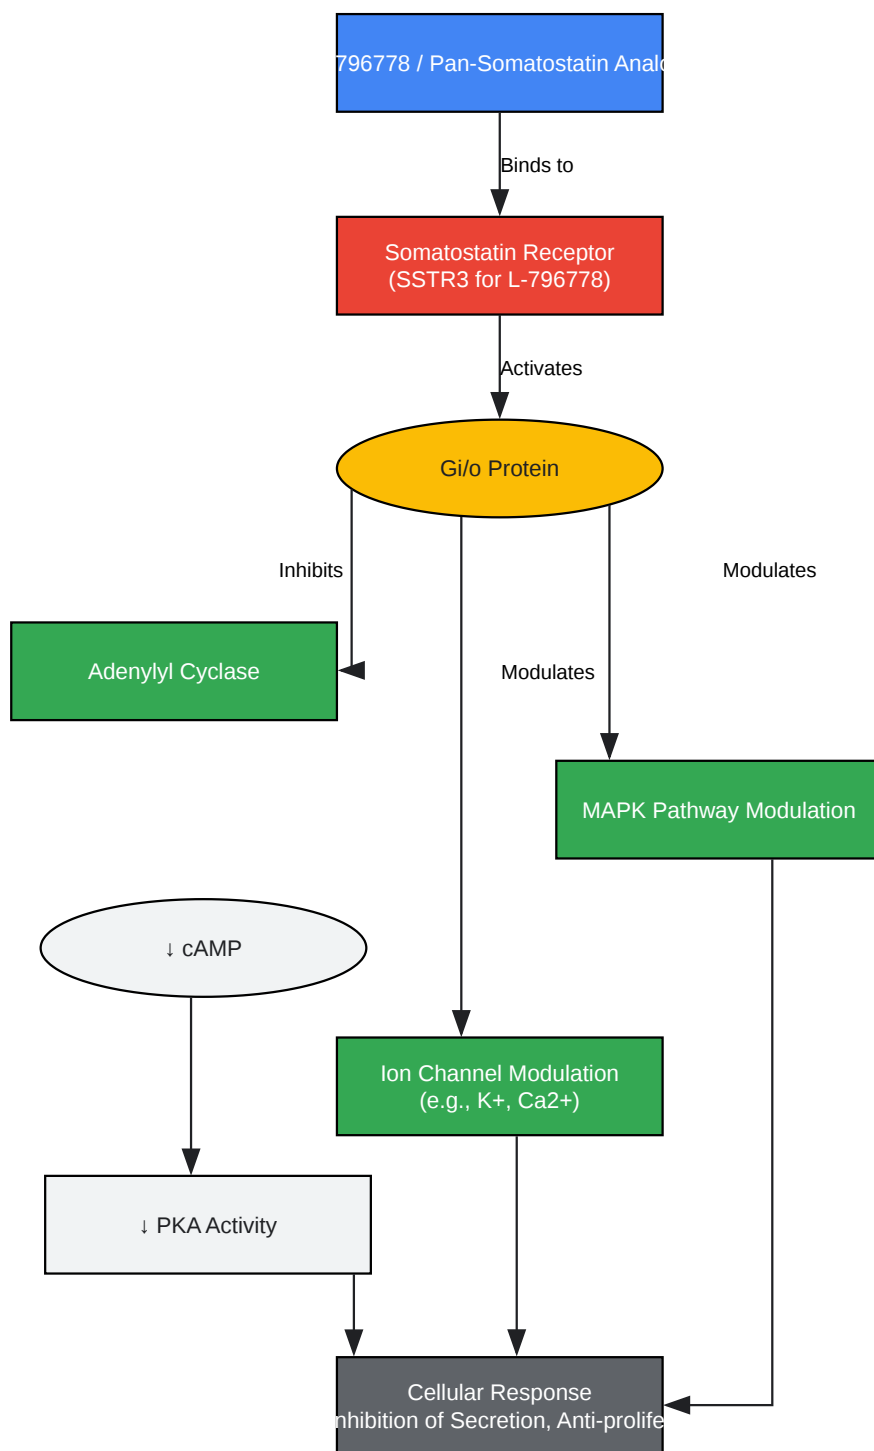 796778 / Pan-Somatostatin Analo
Binds to
Somatostatin Receptor
(SSTR3 for L-796778)
Activates
Gi/o Protein
Inhibits
Modulates
Adenylyl Cyclase
Modulates
MAPK Pathway Modulation
↓ cAMP
Ion Channel Modulation
(e.g., K+, Ca2+)
↓ PKA Activity
Cellular Response
nhibition of Secretion, Anti-prolife